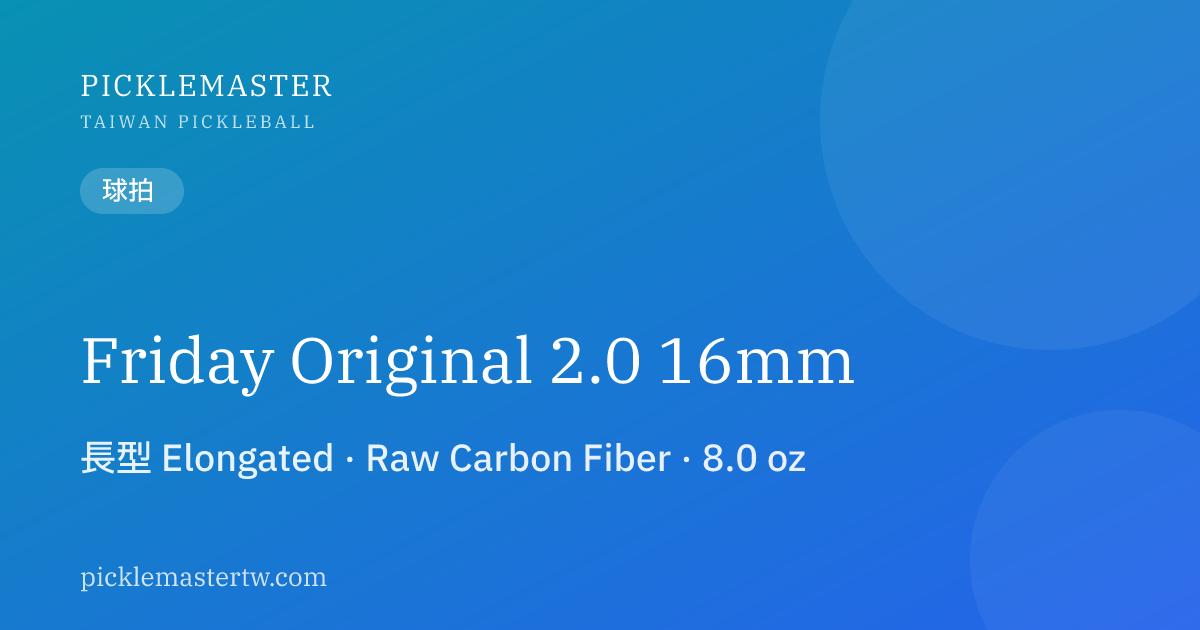 PICKLEMASTER
TAIWAN PICKLEBALL
球拍
Friday Original 2.0 16mm
長型 Elongated · Raw Carbon Fiber · 8.0 oz
picklemastertw.com